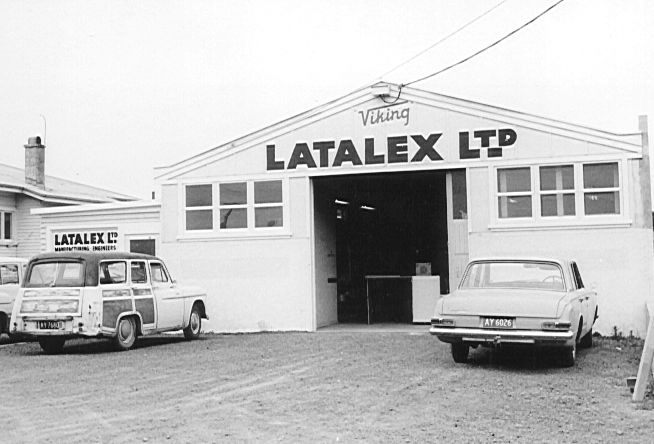 Viking
LATALEX LTD
LATALEX LTD
MANUFACTURING ENGINEERS
AY 6026